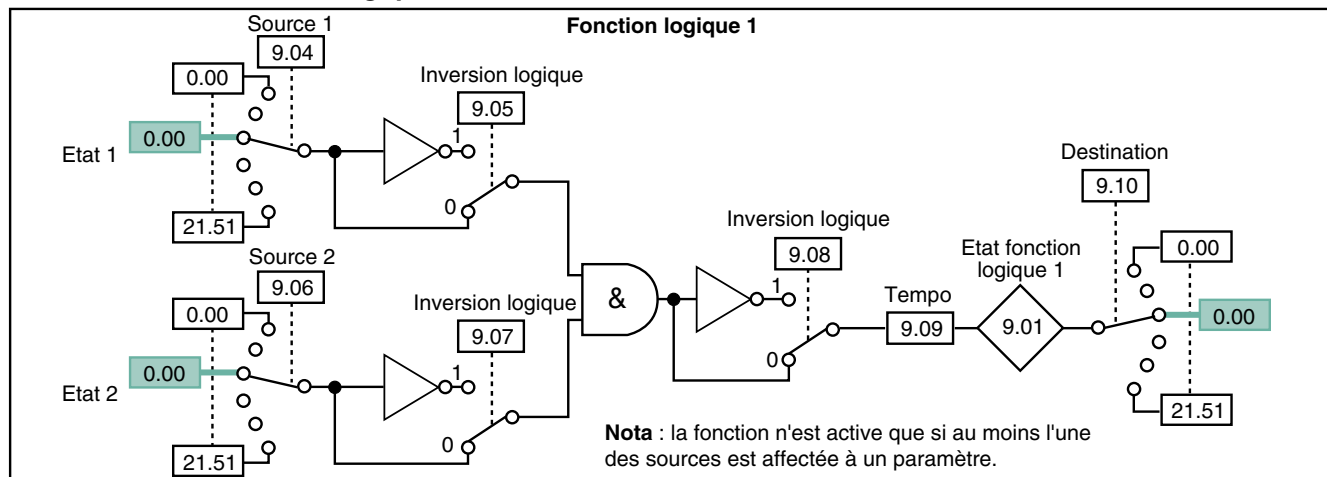 Fonction logique 1
Source 1
9.04
0.00
Inversion logique
9.05
Etat 1
0.00
1
0
21.51
Source 2
9.06
0.00
Inversion logique
9.07
Etat 2
0.00
1
0
21.51
&
Inversion logique
9.08
1
0
Tempo
9.09
Etat fonction
logique 1
9.01
Destination
9.10
0.00
0.00
21.51
Nota : la fonction n'est active que si au moins l'une
des sources est affectée à un paramètre.